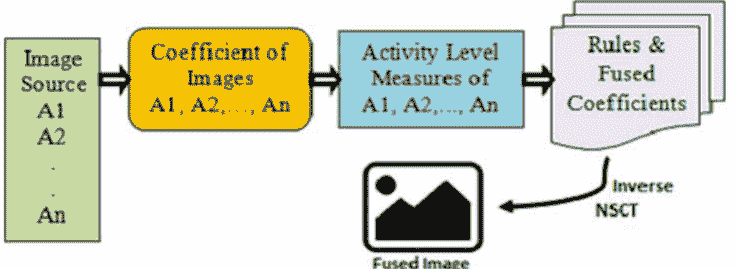 Image
Source
A1
A2
.
.
An
Coefficient of
Images
A1, A2,..., An
Activity Level
Measures of
A1, A2,..., An
Rules &
Fused
Coefficients
Inverse
NSCT
Fused Image